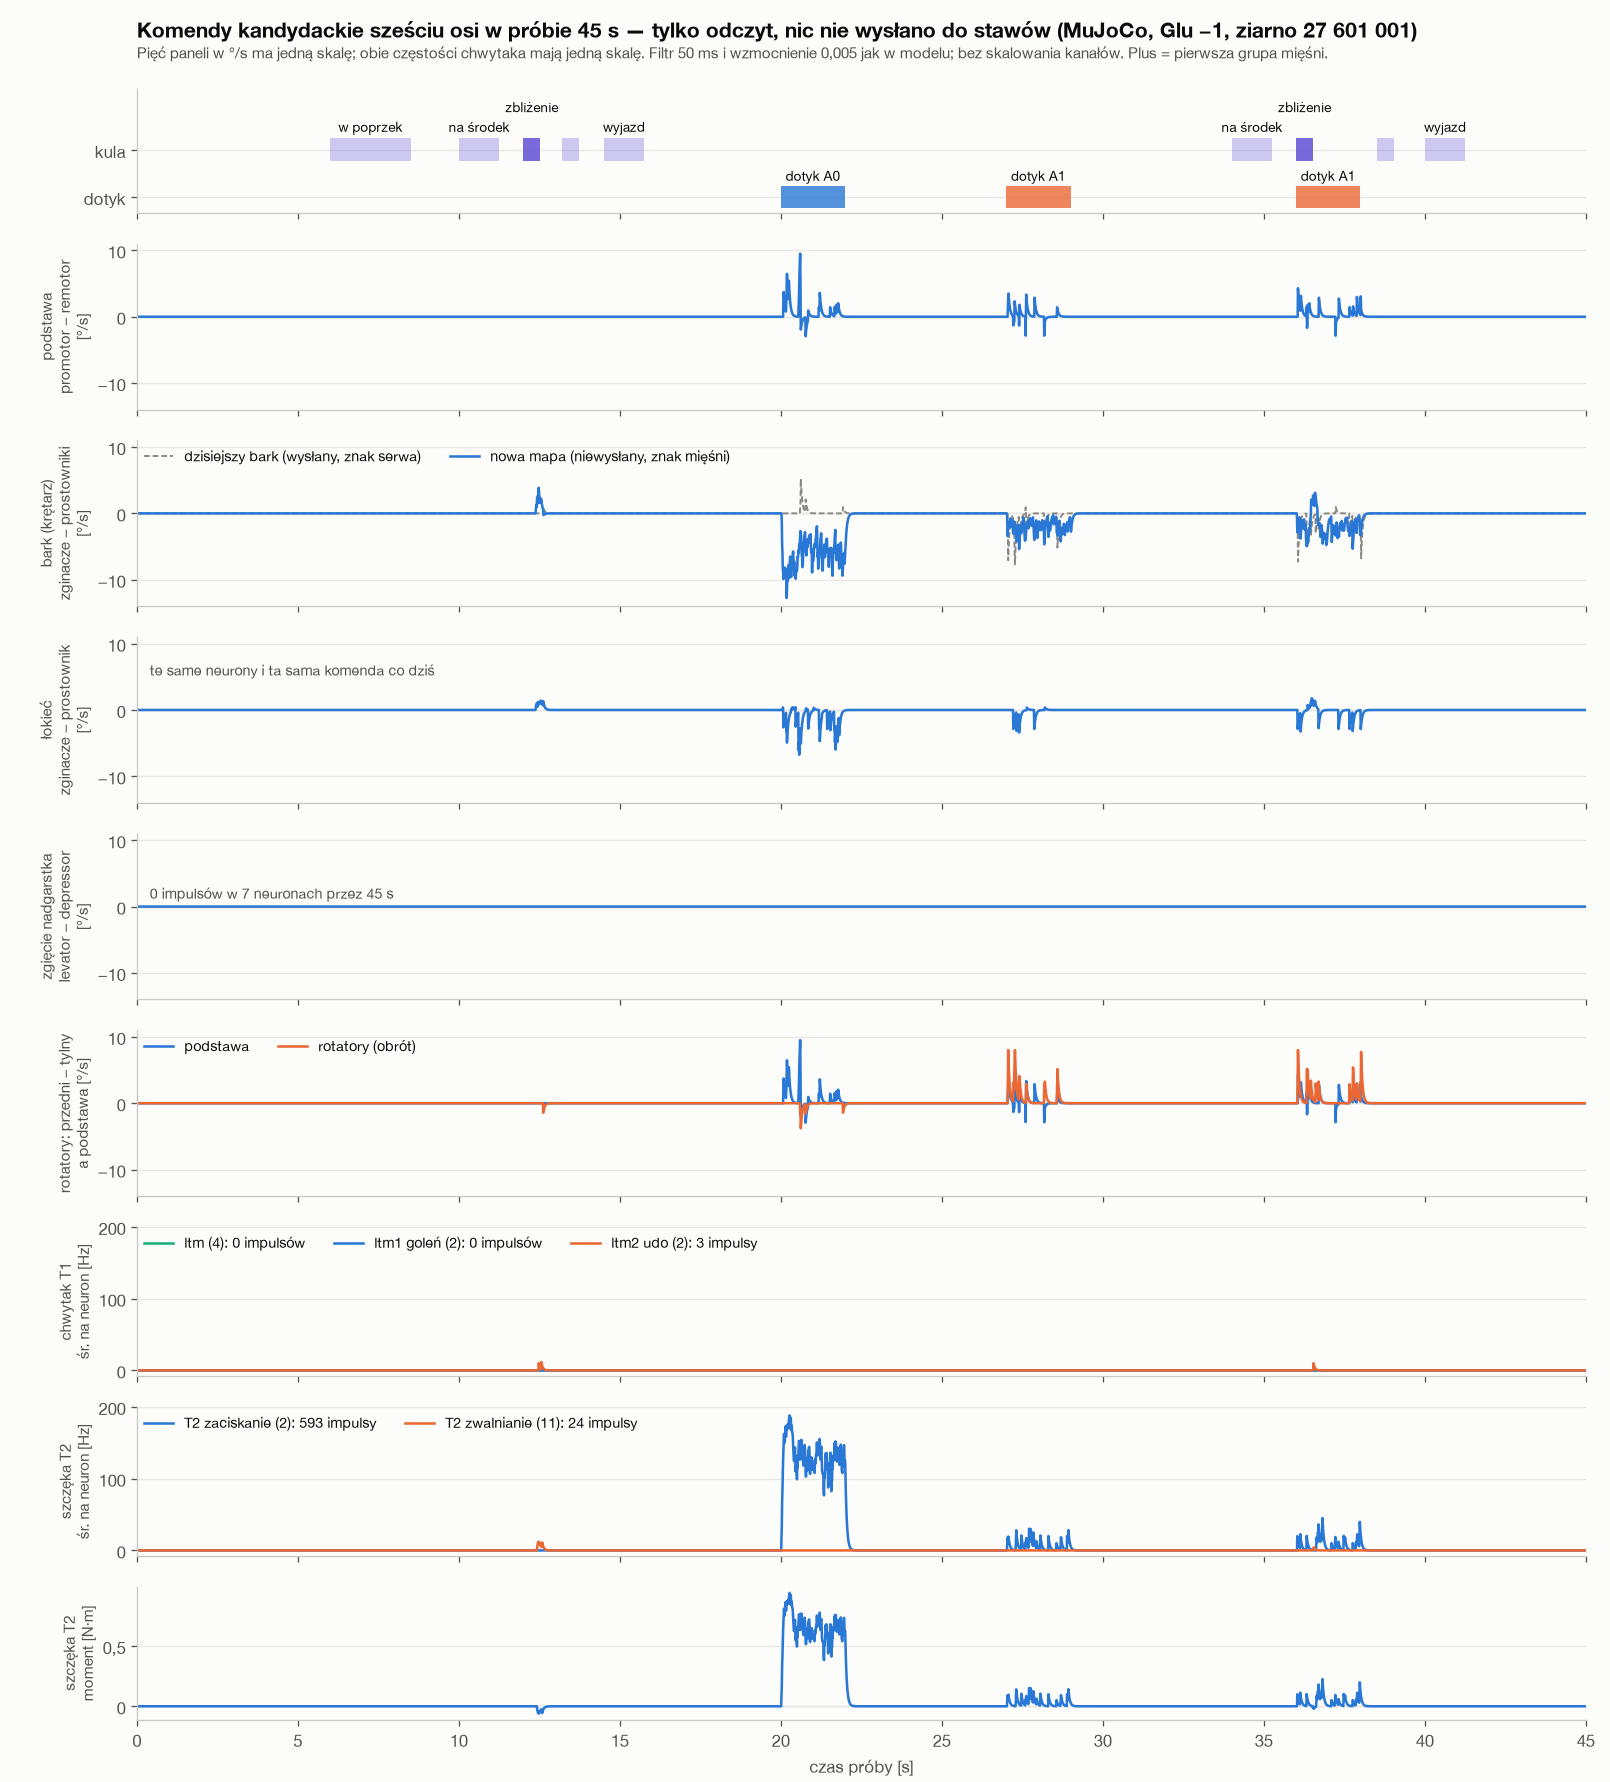 Komendy kandydackie sześciu osi w próbie 45 s — tylko odczyt, nic nie wysłano do stawów (MuJoCo, Glu −1, ziarno 27 601 001)
Pięć paneli w °/s ma jedną skalę; obie częstości chwytaka mają jedną skalę. Filtr 50 ms i wzmocnienie 0,005 jak w modelu; bez skalowania kanałów. Plus = pierwsza grupa mięśni.
zbliżenie
zbliżenie
w poprzek
na środek
wyjazd
na środek
wyjazd
kula
dotyk A0
dotyk A1
dotyk A1
dotyk
podstawa
promotor – remotor
[°/s]
10
0
−10
bark (krętarz)
zginacze – prostowniki
[°/s]
10
0
−10
dzisiejszy bark (wysłany, znak serwa)
nowa mapa (niewysłany, znak mięśni)
łokieć
zginacze – prostownik
[°/s]
10
0
−10
te same neurony i ta sama komenda co dziś
zgięcie nadgarstka
levator – depressor
[°/s]
10
0
−10
0 impulsów w 7 neuronach przez 45 s
rotatory: przedni – tylny
a podstawa [°/s]
10
0
−10
podstawa
rotatory (obrót)
chwytak T1
śr. na neuron [Hz]
200
100
0
ltm (4): 0 impulsów
ltm1 goleń (2): 0 impulsów
ltm2 udo (2): 3 impulsy
szczęka T2
śr. na neuron [Hz]
200
100
0
T2 zaciskanie (2): 593 impulsy
T2 zwalnianie (11): 24 impulsy
szczęka T2
moment [N·m]
0,5
0
0
5
10
15
20
25
30
35
40
45
czas próby [s]